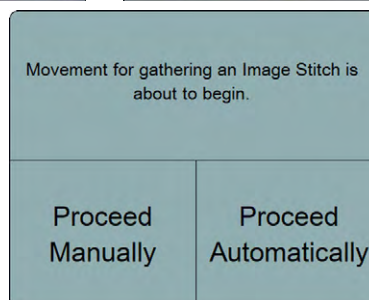 Movement for gathering an Image Stitch is
about to begin.
Proceed
Manually
Proceed
Automatically